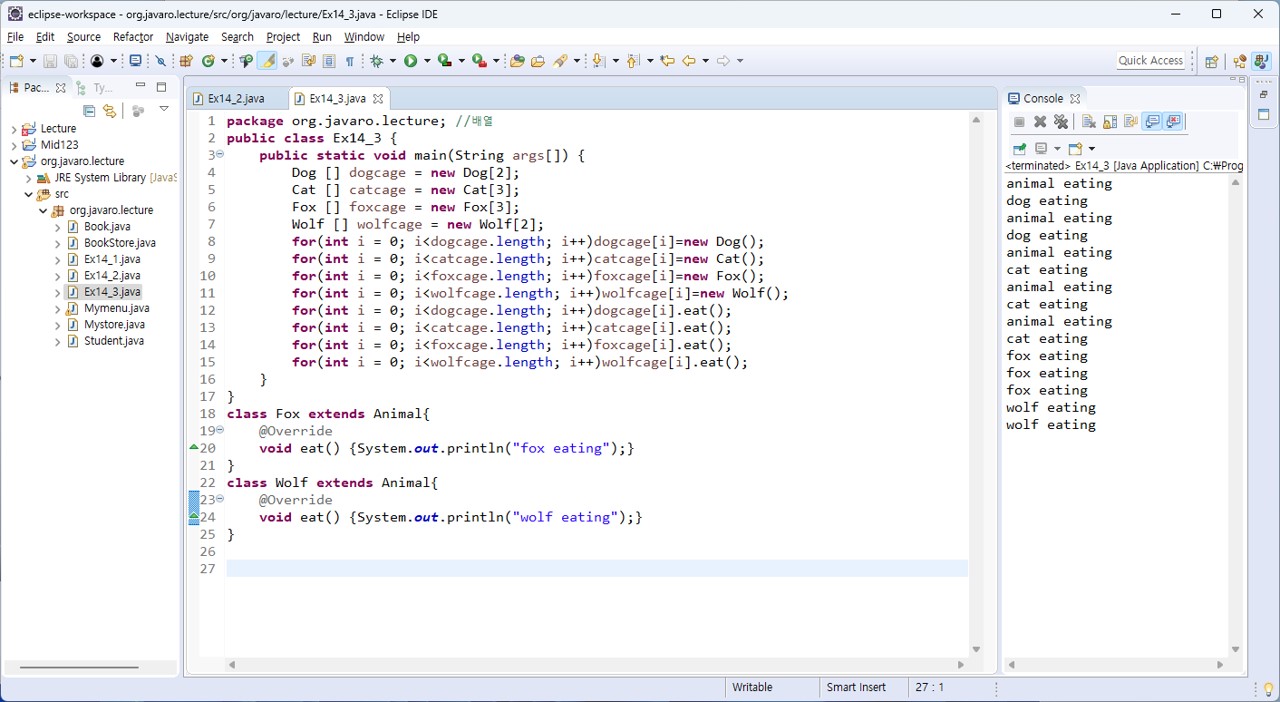 eclipse-workspace - org.javaro.lecture/src/org/javaro/lecture/Ex14_3.java - Eclipse IDE
File Edit Source Refactor Navigate Search Project Run Window Help
Quick Access
Pac... Ty...
Lecture
Mid123
org.javaro.lecture
JRE System Library [JavaS
src
org.javaro.lecture
Book.java
BookStore.java
Ex14_1.java
Ex14_2.java
Ex14_3.java
Mymenu.java
Mystore.java
Student.java
Ex14_2.java Ex14_3.java
1 package org.javaro.lecture; //배열
2 public class Ex14_3 {
3 public static void main(String args[]) {
4 Dog [] dogcage = new Dog[2];
5 Cat [] catcage = new Cat[3];
6 Fox [] foxcage = new Fox[3];
7 Wolf [] wolfcage = new Wolf[2];
8 for(int i = 0; i<dogcage.length; i++)dogcage[i]=new Dog();
9 for(int i = 0; i<catcage.length; i++)catcage[i]=new Cat();
10 for(int i = 0; i<foxcage.length; i++)foxcage[i]=new Fox();
11 for(int i = 0; i<wolfcage.length; i++)wolfcage[i]=new Wolf();
12 for(int i = 0; i<dogcage.length; i++)dogcage[i].eat();
13 for(int i = 0; i<catcage.length; i++)catcage[i].eat();
14 for(int i = 0; i<foxcage.length; i++)foxcage[i].eat();
15 for(int i = 0; i<wolfcage.length; i++)wolfcage[i].eat();
16 }
17 }
18 class Fox extends Animal{
19 @Override
20 void eat() {System.out.println("fox eating");}
21 }
22 class Wolf extends Animal{
23 @Override
24 void eat() {System.out.println("wolf eating");}
25 }
26
27
Console
<terminated> Ex14_3 [Java Application] C:₩Prog
animal eating
dog eating
animal eating
dog eating
animal eating
cat eating
animal eating
cat eating
animal eating
cat eating
fox eating
fox eating
fox eating
wolf eating
wolf eating
Writable Smart Insert 27 : 1